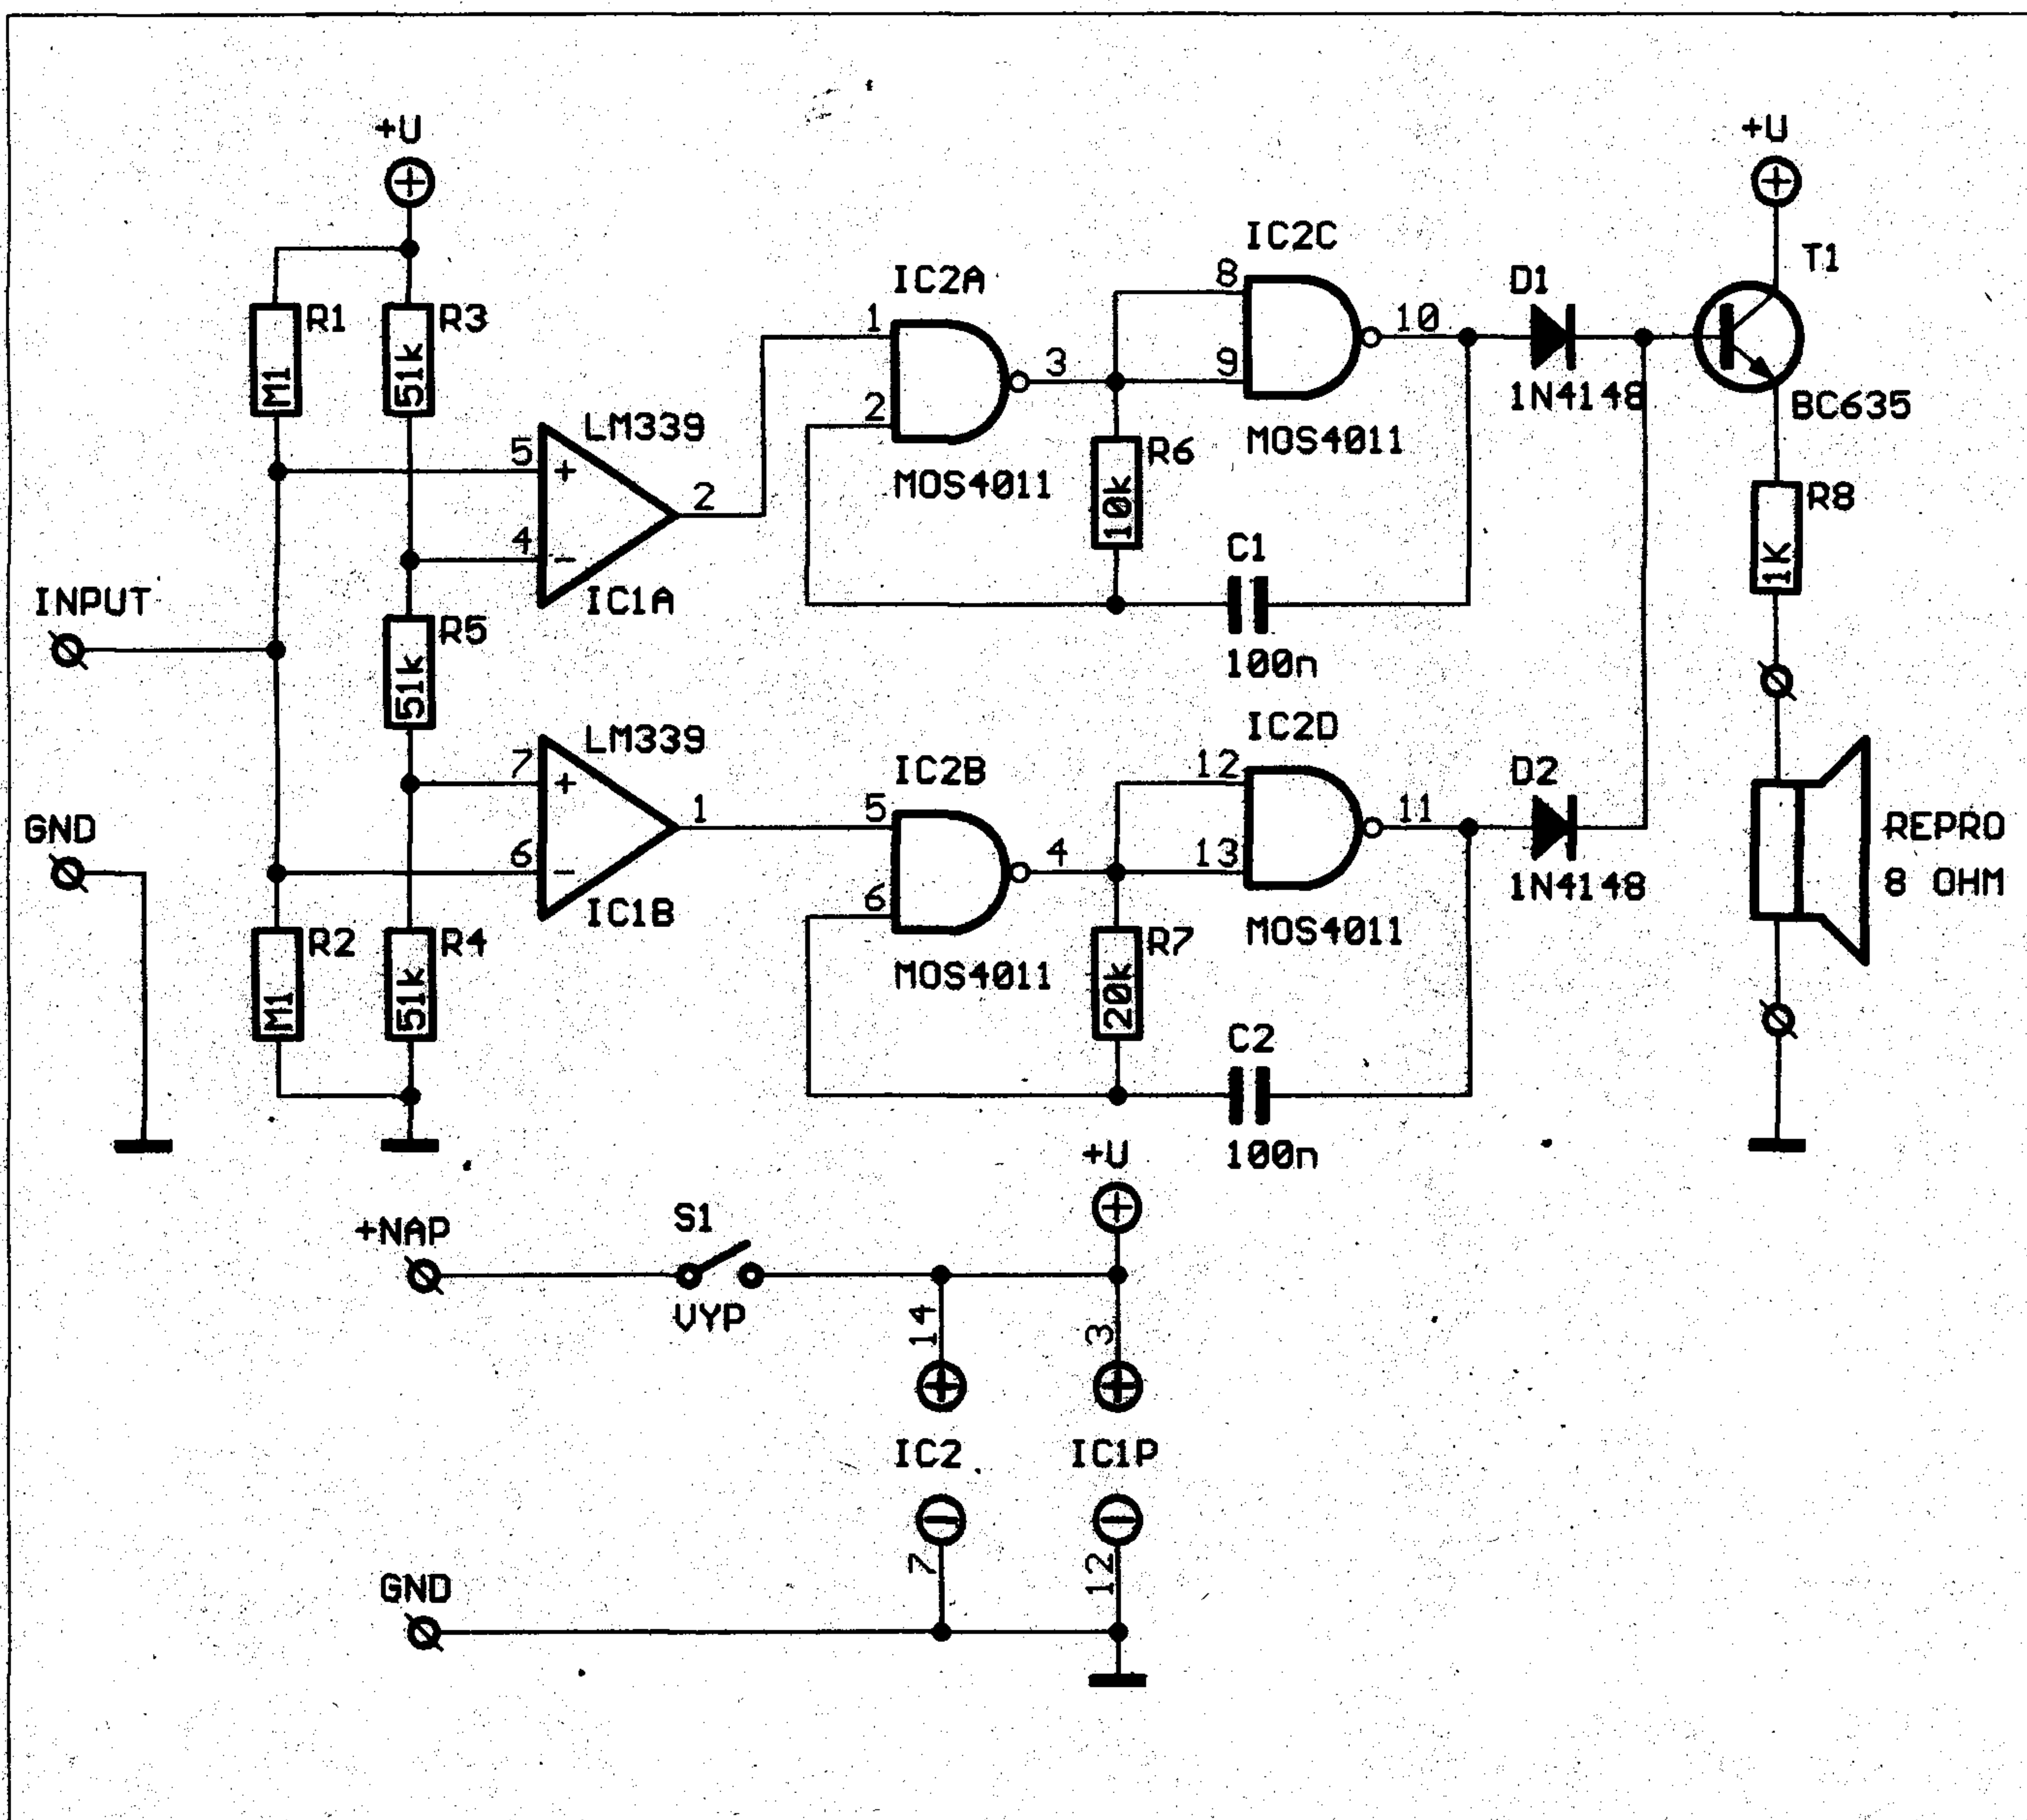 +U
+U
IC2C
T1
IC2A
D1
8
R1
R3
1
10
M1
51k
3
9
1N4148
BC635
2
LM339
MOS4011
5
+
R6
MOS4011
R8
2
10k
4
-
C1
1K
INPUT
IC1A
R5
100n
51k
IC2D
LM339
7
+
IC2B
12
D2
GND
1
5
11
REPRO
6
-
4
13
8 OHM
6
1N4148
IC1B
R2
R4
MOS4011
R7
MOS4011
M1
51k
20k
C2
+U
100n
+NAP
S1
VYP
14
3
IC2
IC1P
7
12
GND